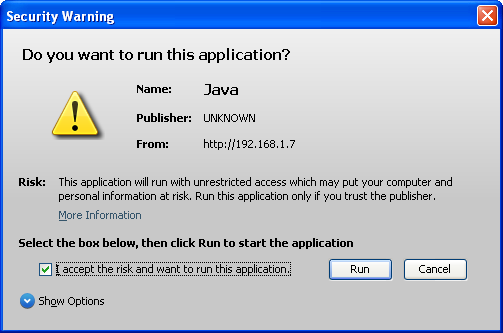 Security Warning
Do you want to run this application?
Name: Java
Publisher: UNKNOWN
From: http://192.168.1.7
Risk: This application will run with unrestricted access which may put your computer and
personal information at risk. Run this application only if you trust the publisher.
More Information
Select the box below, then click Run to start the application
I accept the risk and want to run this application.
Run Cancel
Show Options